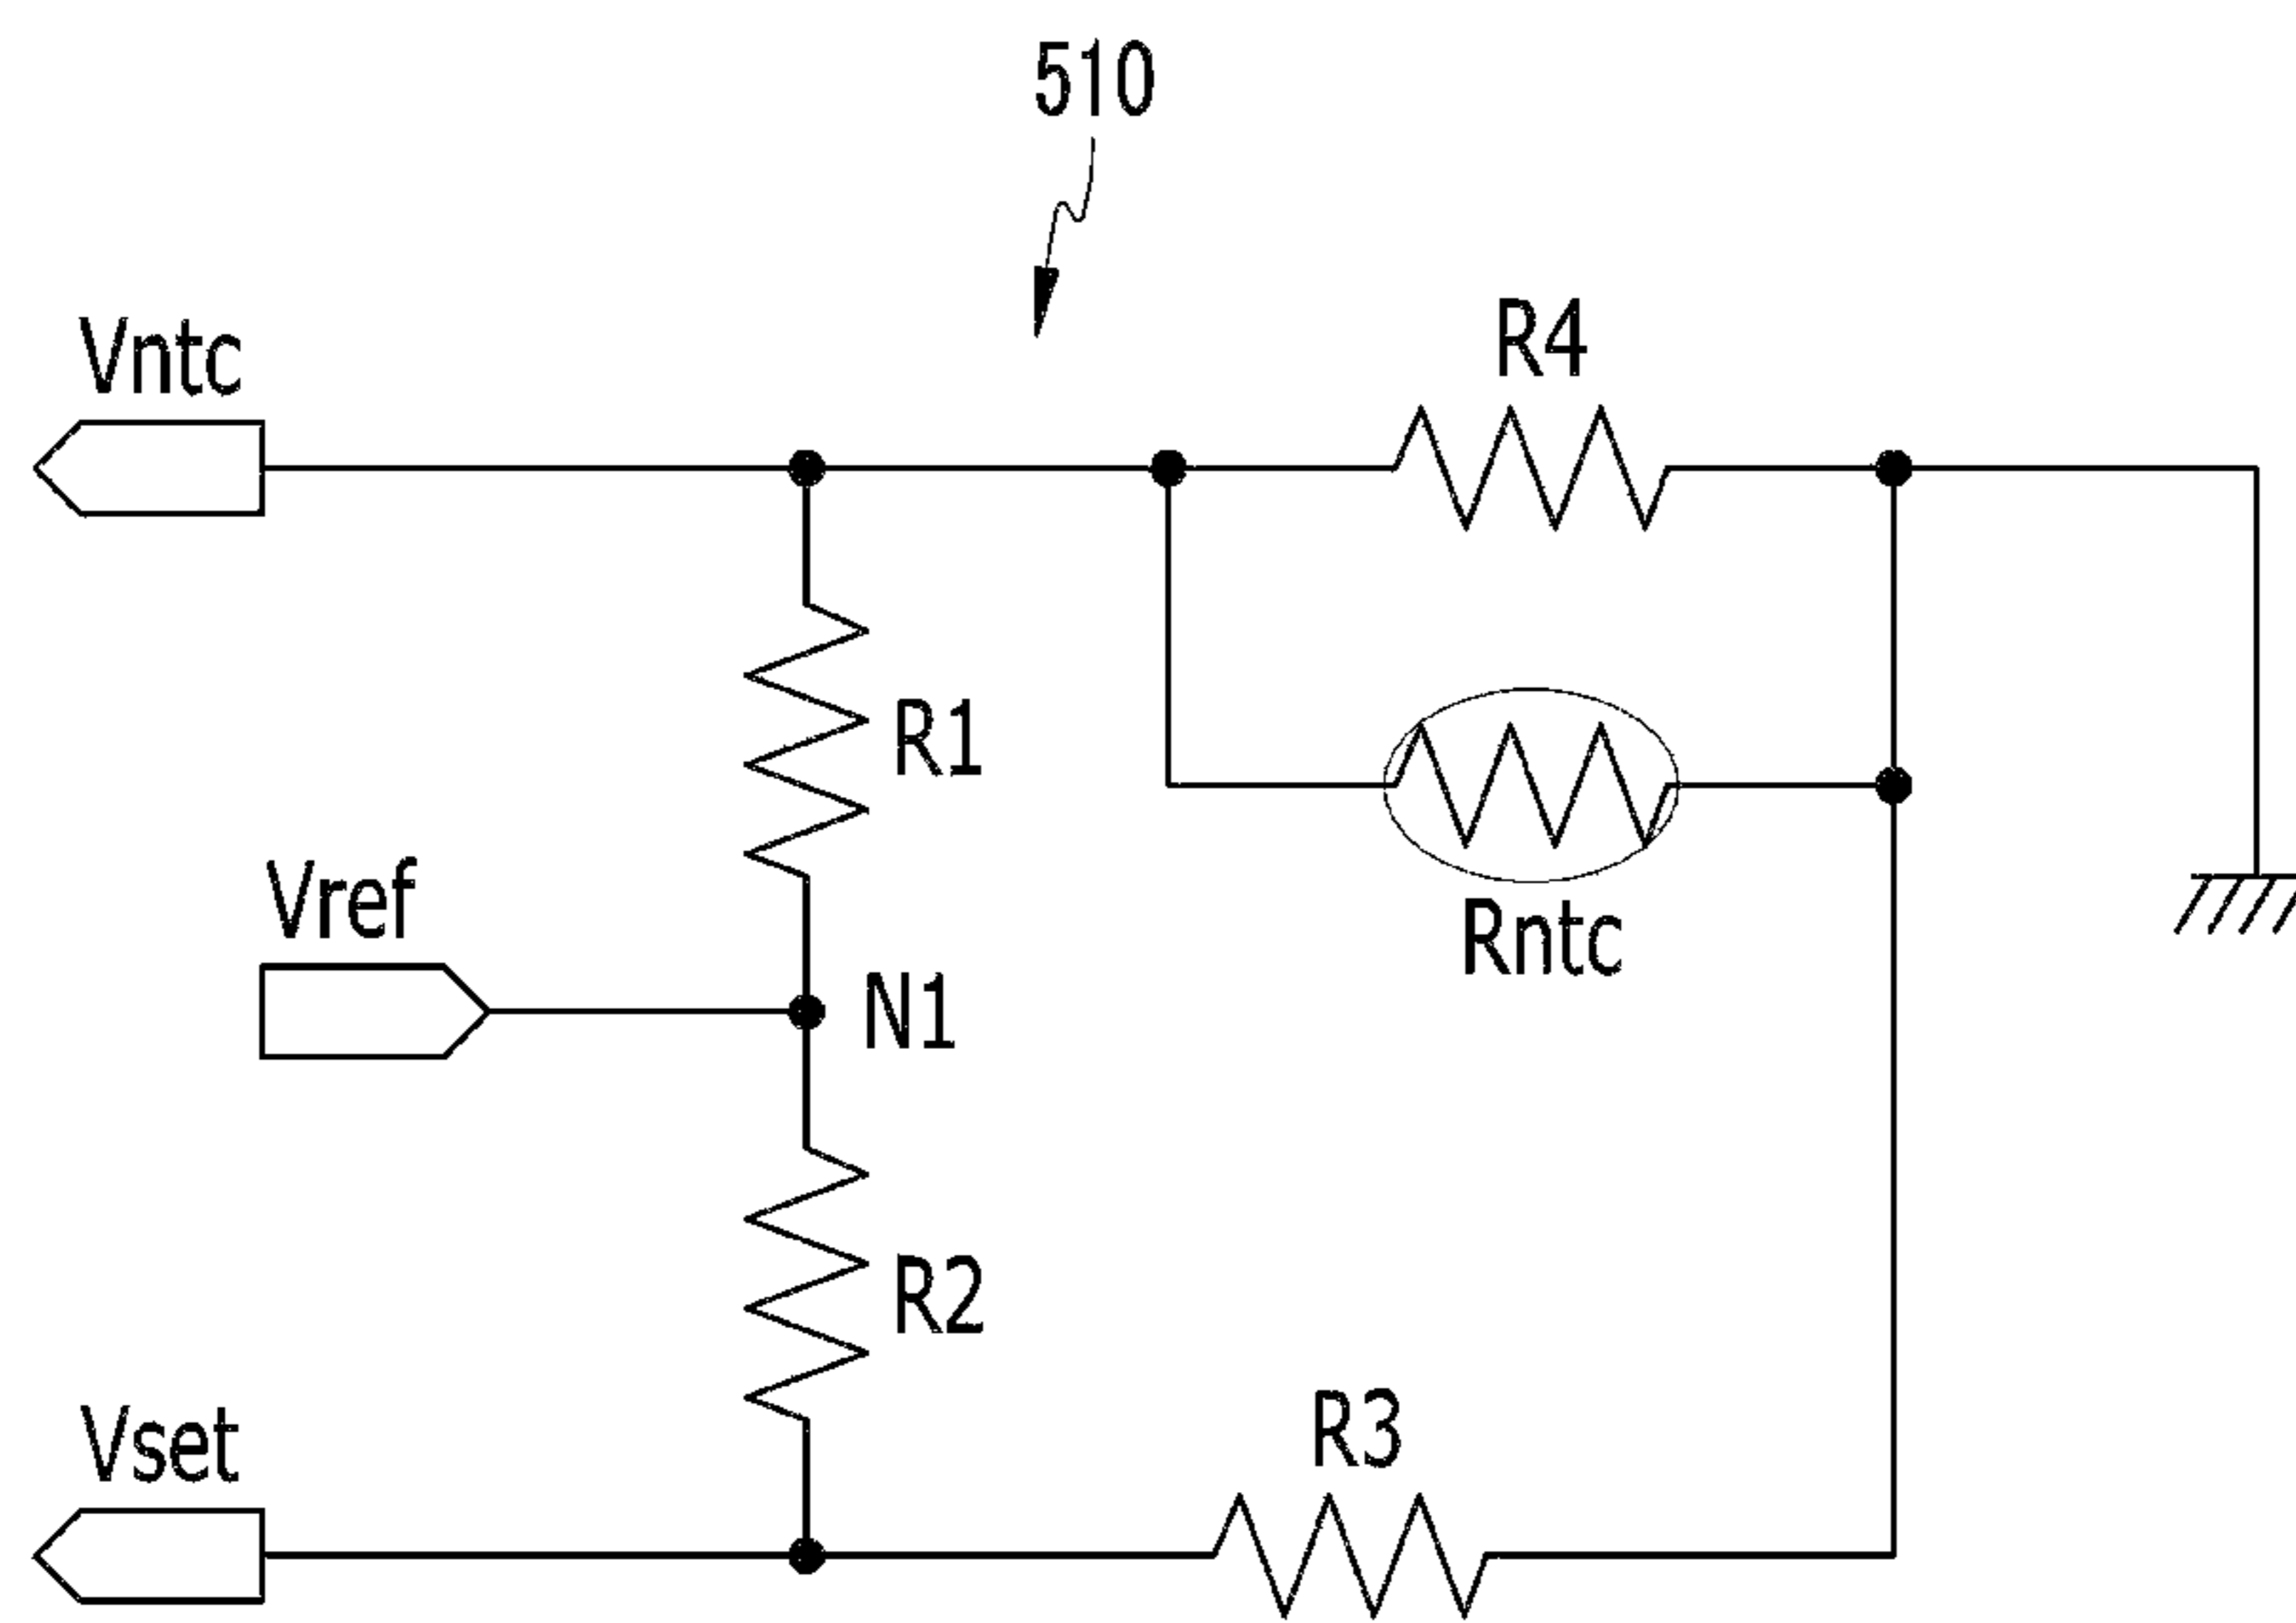 510
Vntc
R4
R1
Vref
Rntc
N1
R2
Vset
R3